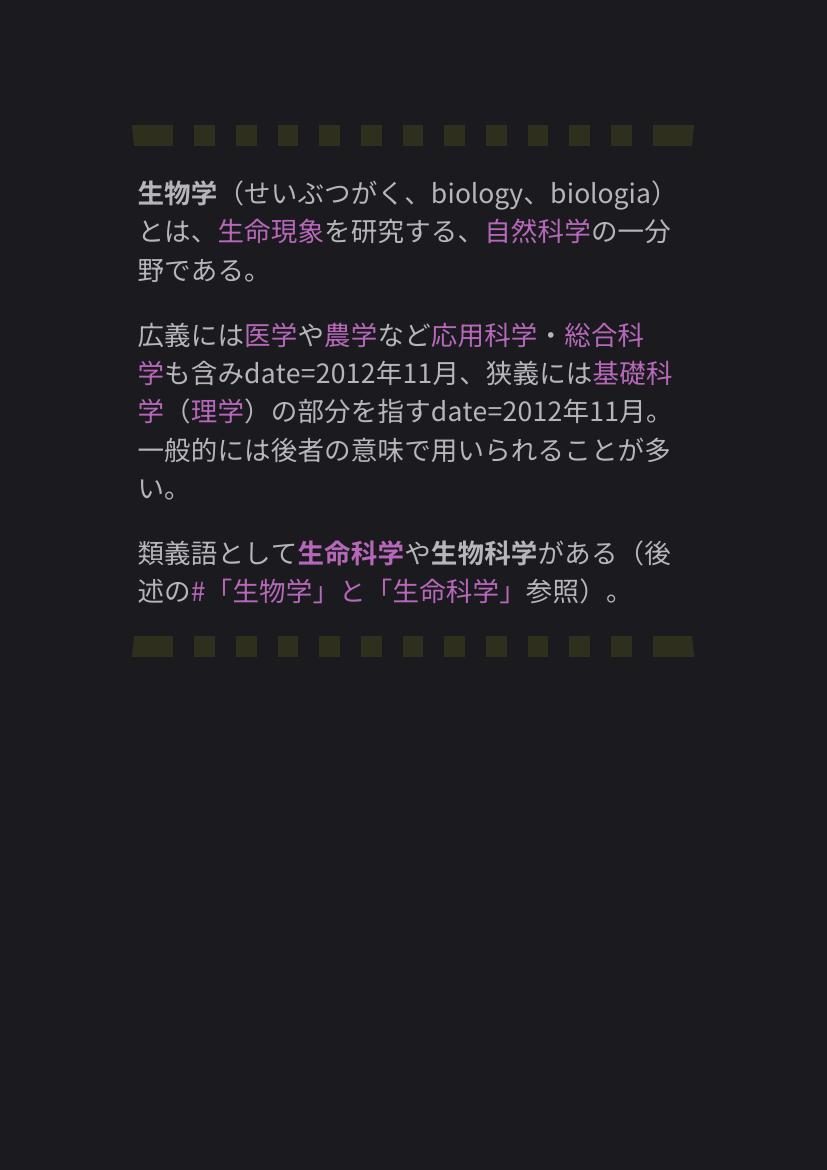 生物学（せいぶつがく、biology、biologia）
とは、生命現象を研究する、自然科学の一分
野である。
広義には医学や農学など応用科学・総合科
学も含みdate=2012年11月、狭義には基礎科
学（理学）の部分を指すdate=2012年11月。
一般的には後者の意味で用いられることが多
い。
類義語として生命科学や生物科学がある（後
述の#「生物学」と「生命科学」参照）。